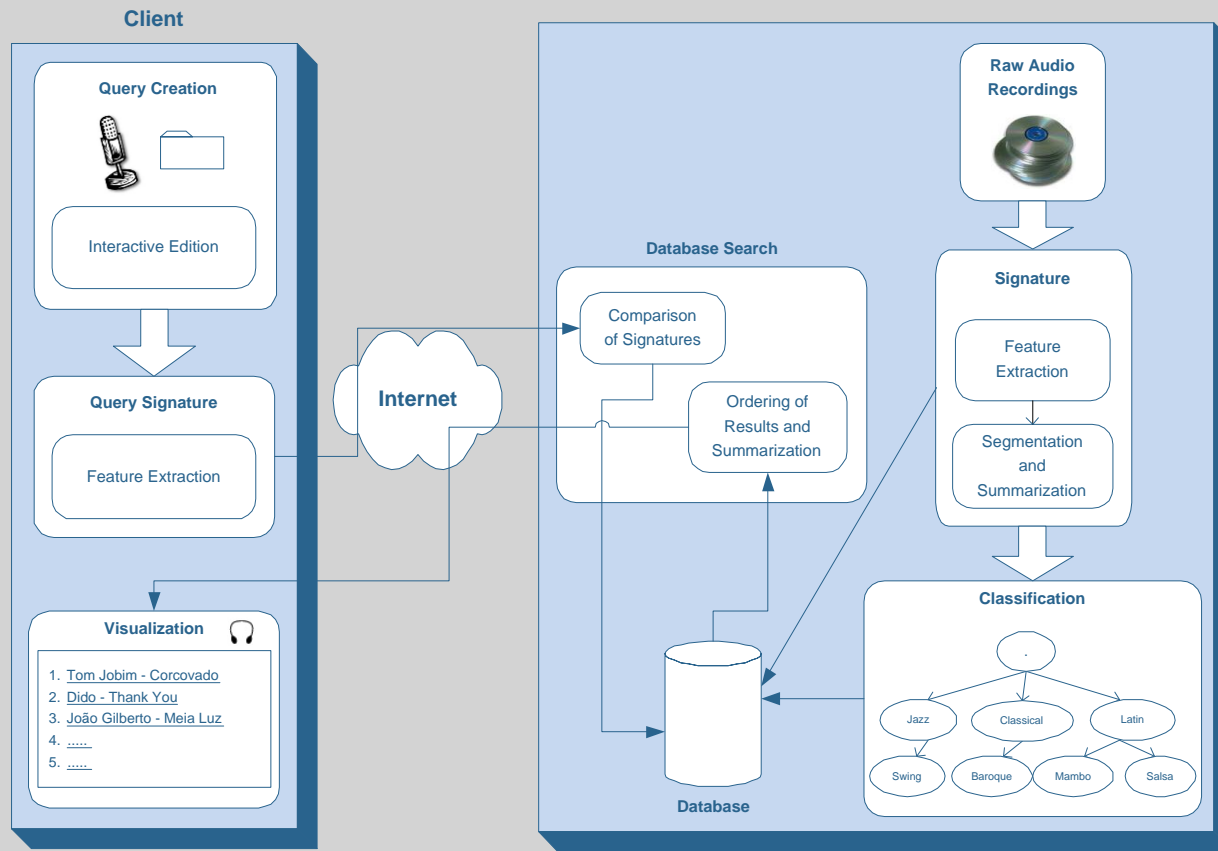 Client
Query Creation
Interactive Edition
Query Signature
Feature Extraction
Visualization
1. Tom Jobim - Corcovado
2. Dido - Thank You
3. João Gilberto - Meia Luz
4. .....
5. .....
Internet
Database Search
Comparison
of Signatures
Ordering of
Results and
Summarization
Database
Raw Audio
Recordings
Signature
Feature
Extraction
Segmentation
and
Summarization
Classification
.
Jazz
Classical
Latin
Swing
Baroque
Mambo
Salsa